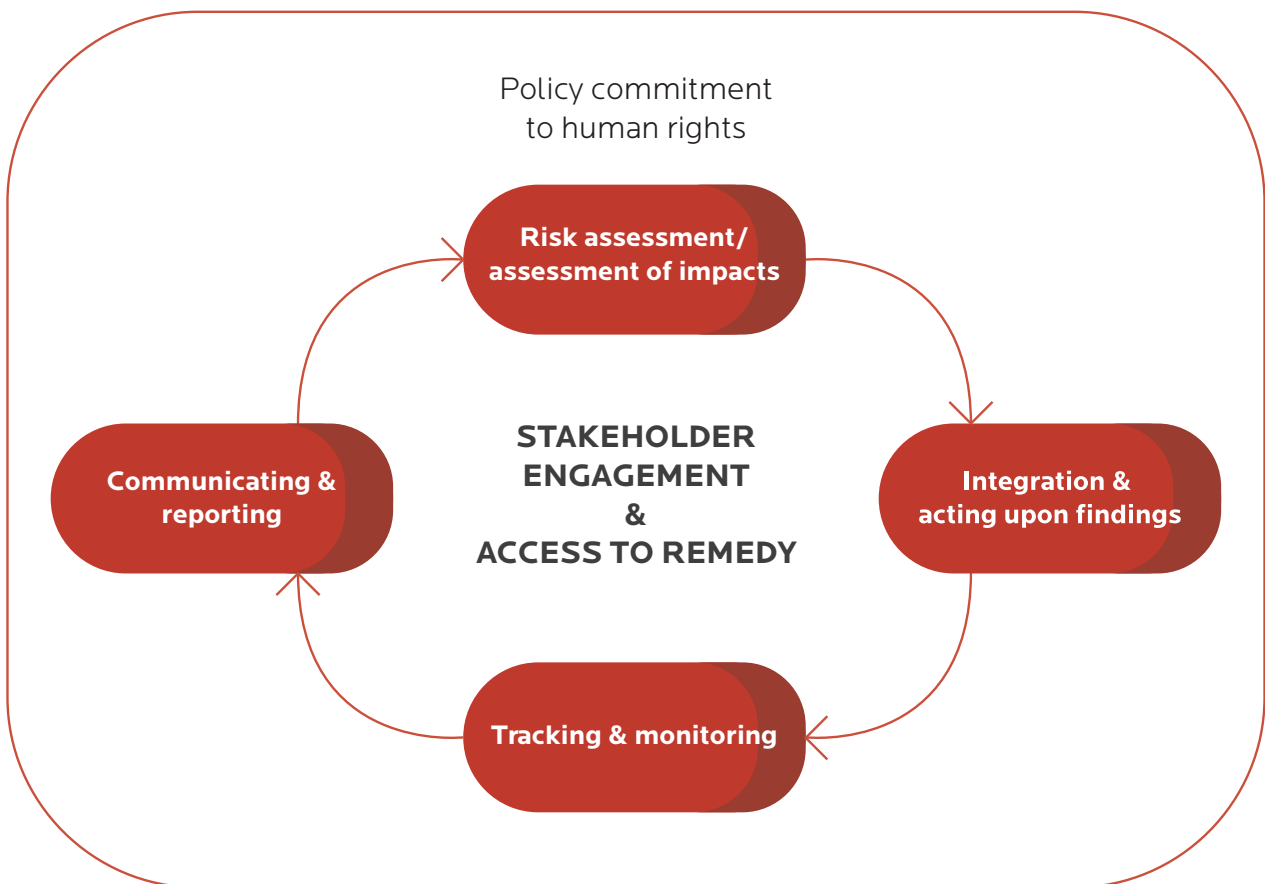 Policy commitment
to human rights
Risk assessment/
assessment of impacts
Integration &
acting upon findings
Tracking & monitoring
Communicating &
reporting
STAKEHOLDER
ENGAGEMENT
&
ACCESS TO REMEDY